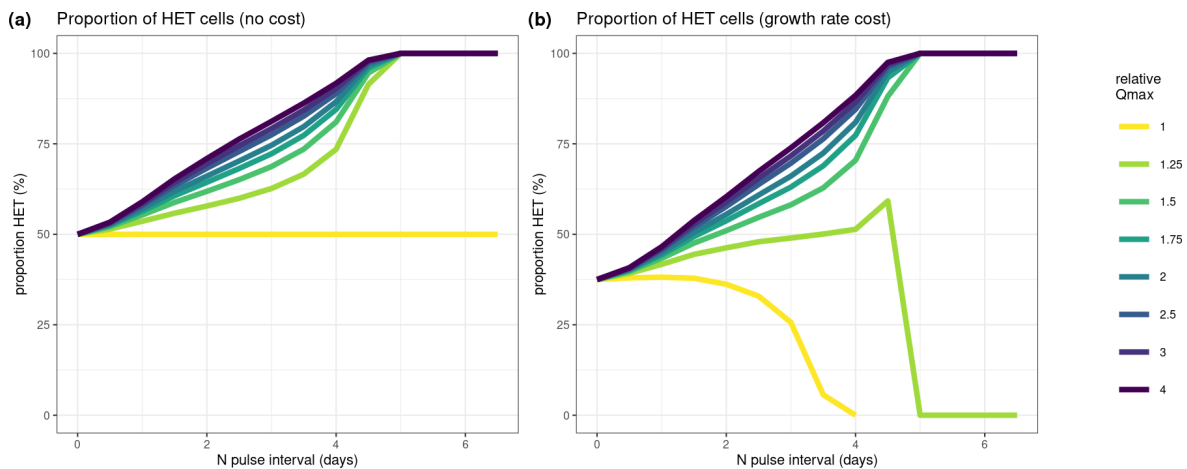 (a) Proportion of HET cells (no cost)
100
75
50
25
0
proportion HET (%)
0 2 4 6
N pulse interval (days)
(b) Proportion of HET cells (growth rate cost)
100
75
50
25
0
proportion HET (%)
0 2 4 6
N pulse interval (days)
relative
Qmax
1
1.25
1.5
1.75
2
2.5
3
4